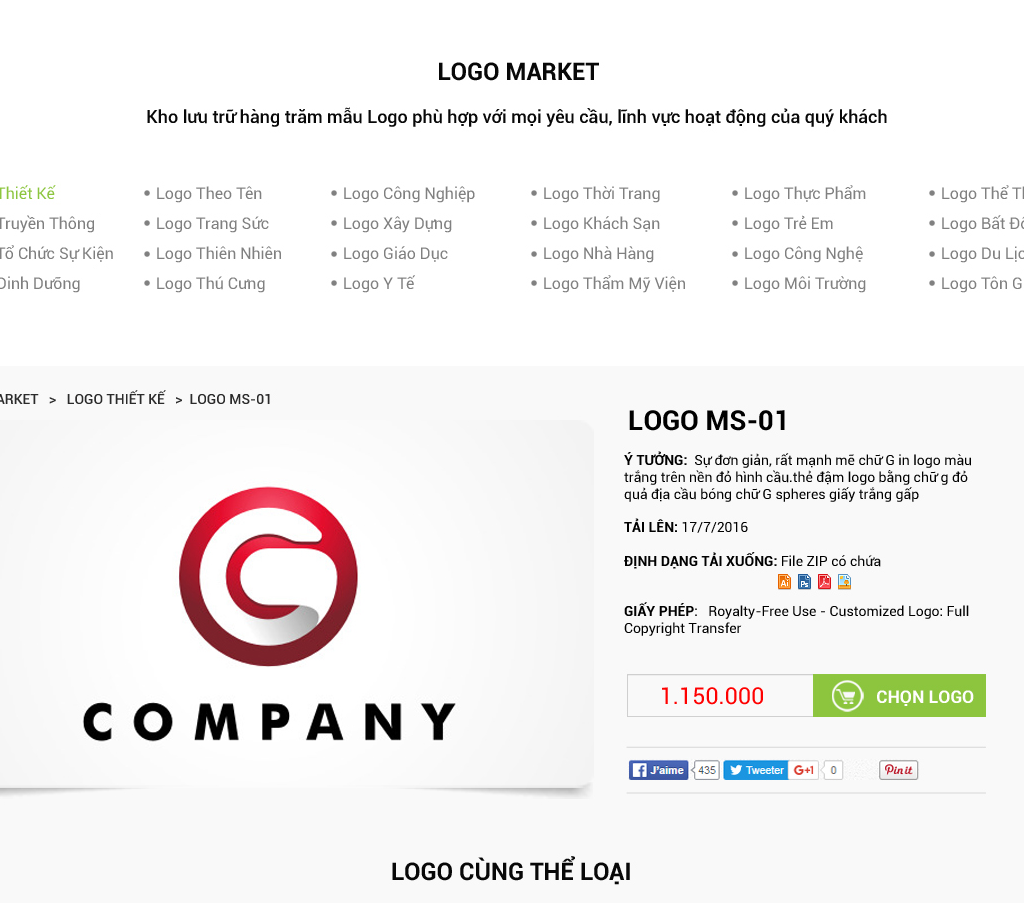 LOGO MARKET
Kho lưu trữ hàng trăm mẫu Logo phù hợp với mọi yêu cầu, lĩnh vực hoạt động của quý khách
Thiết Kế • Logo Theo Tên • Logo Công Nghiệp • Logo Thời Trang • Logo Thực Phẩm • Logo Thể
Truyền Thông • Logo Trang Sức • Logo Xây Dựng • Logo Khách Sạn • Logo Trẻ Em • Logo Bất
Tổ Chức Sự Kiện • Logo Thiên Nhiên • Logo Giáo Dục • Logo Nhà Hàng • Logo Công Nghệ • Logo Du
Dinh Dưỡng • Logo Thú Cưng • Logo Y Tế • Logo Thẩm Mỹ Viện • Logo Môi Trường • Logo Tôn G
ARKET > LOGO THIẾT KẾ > LOGO MS-01
COMPANY
LOGO MS-01
Ý TƯỞNG: Sự đơn giản, rất mạnh mẽ chữ G in logo màu
trắng trên nền đỏ hình cầu.thẻ đậm logo bằng chữ g đỏ
quả địa cầu bóng chữ G spheres giấy trắng gấp
TẢI LÊN: 17/7/2016
ĐỊNH DẠNG TẢI XUỐNG: File ZIP có chứa
Ai Ps
GIẤY PHÉP: Royalty-Free Use - Customized Logo: Full
Copyright Transfer
1.150.000 CHỌN LOGO
J'aime 435 Tweeter G+1 0 Pin it
LOGO CÙNG THỂ LOẠI